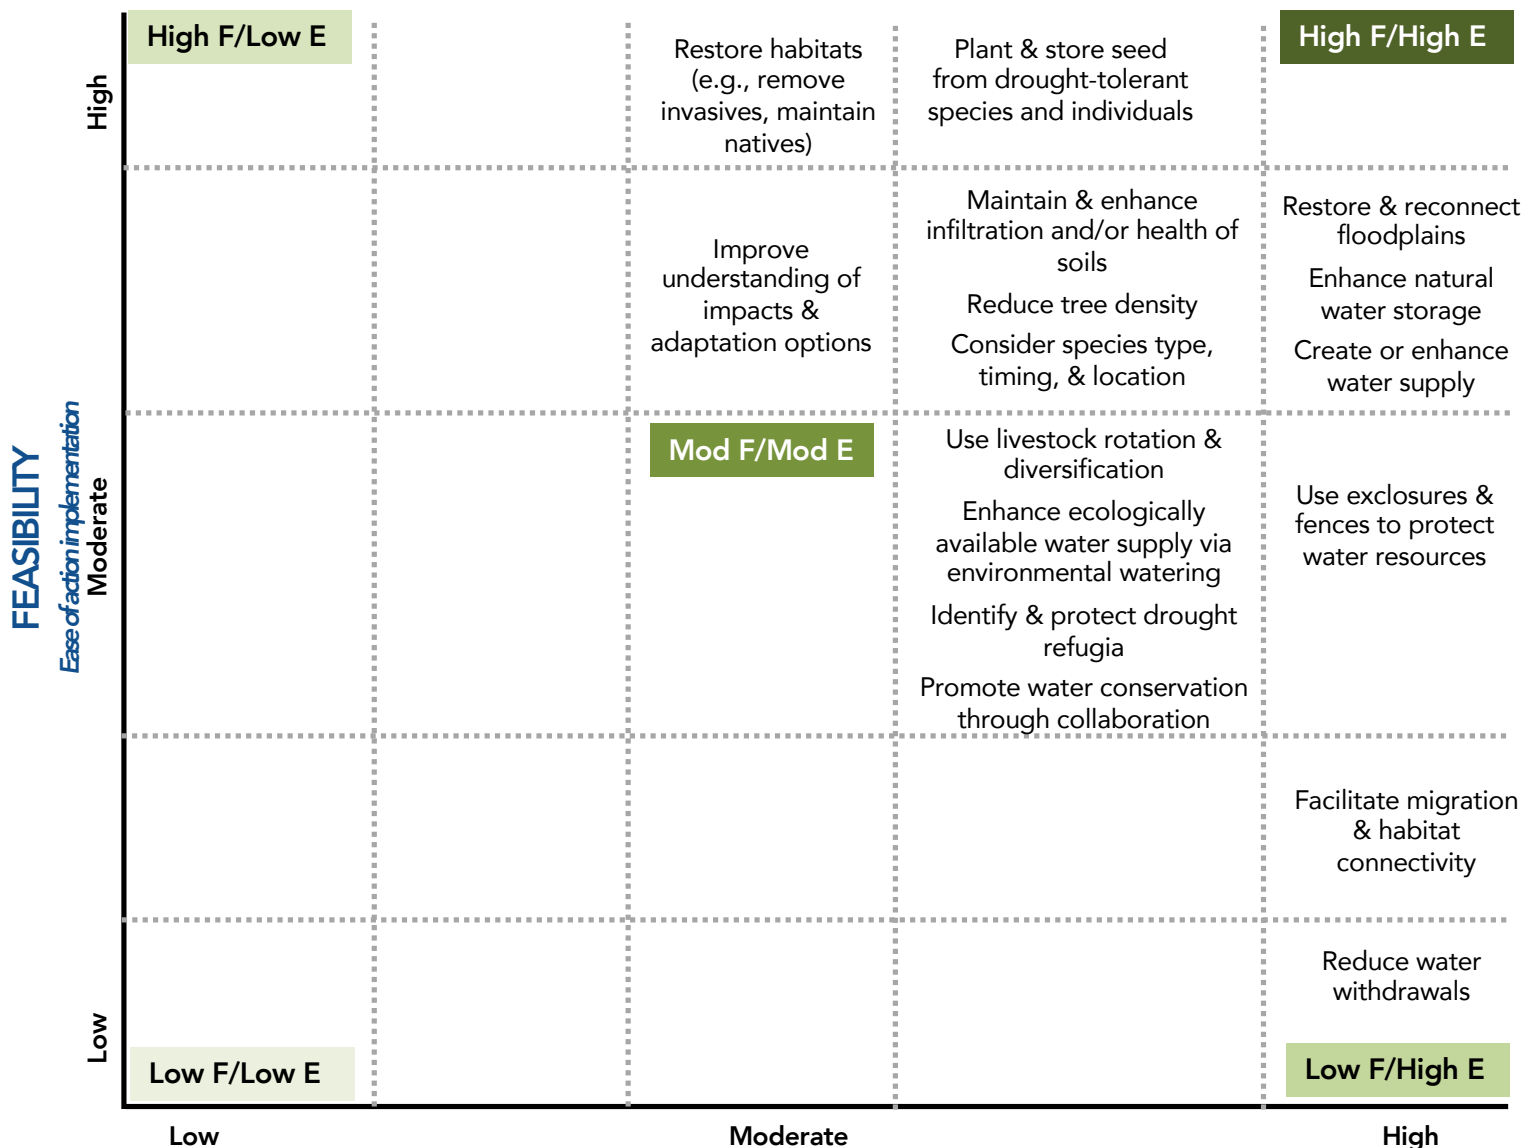 High F/Low E
High F/High E
High
Restore habitats
(e.g., remove
invasives, maintain
natives)
Plant & store seed
from drought-tolerant
species and individuals
Improve
understanding of
impacts &
adaptation options
Maintain & enhance
infiltration and/or health of
soils
Reduce tree density
Consider species type,
timing, & location
Restore & reconnect
floodplains
Enhance natural
water storage
Create or enhance
water supply
FEASIBILITY
Ease of action implementation
Moderate
Mod F/Mod E
Use livestock rotation &
diversification
Enhance ecologically
available water supply via
environmental watering
Identify & protect drought
refugia
Promote water conservation
through collaboration
Use exclosures &
fences to protect
water resources
Facilitate migration
& habitat
connectivity
Reduce water
withdrawals
Low
Low F/Low E
Low F/High E
Low
Moderate
High